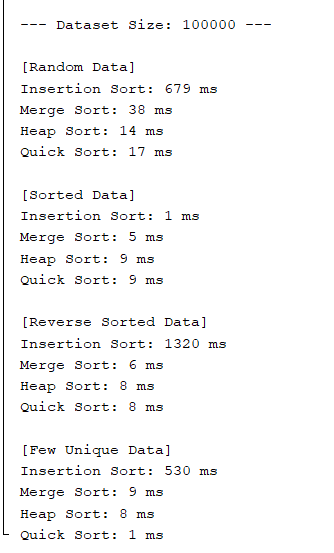 --- Dataset Size: 100000 ---
[Random Data]
Insertion Sort: 679 ms
Merge Sort: 38 ms
Heap Sort: 14 ms
Quick Sort: 17 ms
[Sorted Data]
Insertion Sort: 1 ms
Merge Sort: 5 ms
Heap Sort: 9 ms
Quick Sort: 9 ms
[Reverse Sorted Data]
Insertion Sort: 1320 ms
Merge Sort: 6 ms
Heap Sort: 8 ms
Quick Sort: 8 ms
[Few Unique Data]
Insertion Sort: 530 ms
Merge Sort: 9 ms
Heap Sort: 8 ms
Quick Sort: 1 ms